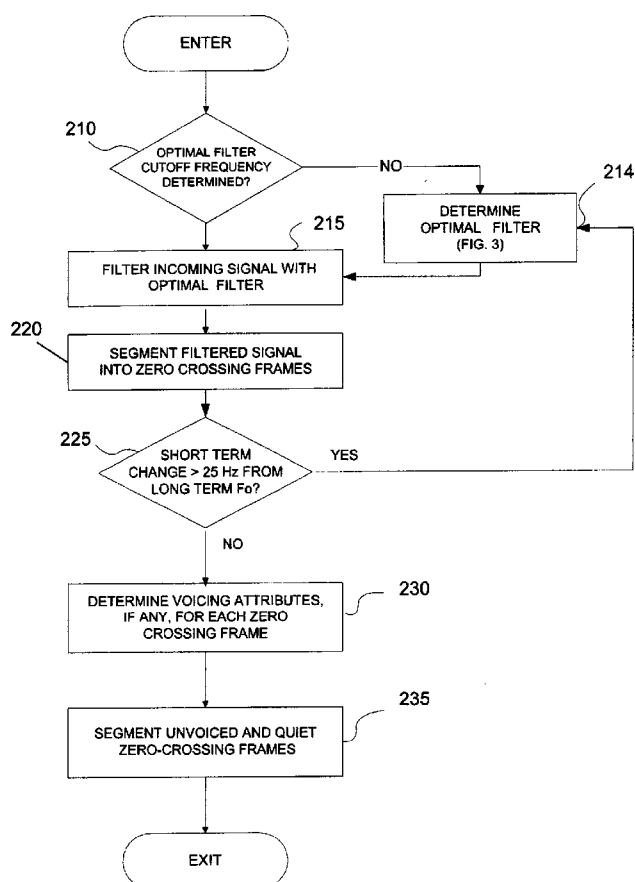 ENTER
210
OPTIMAL FILTER
CUTOFF FREQUENCY
DETERMINED?
NO
214
DETERMINE
OPTIMAL FILTER
(FIG. 3)
215
FILTER INCOMING SIGNAL WITH
OPTIMAL FILTER
220
SEGMENT FILTERED SIGNAL
INTO ZERO CROSSING FRAMES
225
SHORT TERM
CHANGE > 25 Hz FROM
LONG TERM Fo?
YES
NO
230
DETERMINE VOICING ATTRIBUTES,
IF ANY, FOR EACH ZERO
CROSSING FRAME
235
SEGMENT UNVOICED AND QUIET
ZERO-CROSSING FRAMES
EXIT